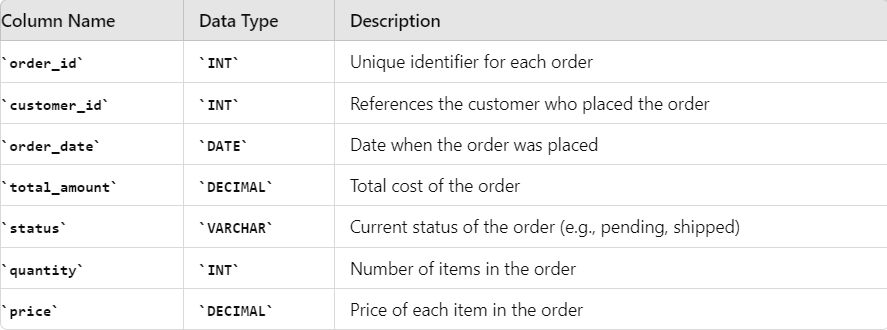 Column Name Data Type Description
`order_id` `INT` Unique identifier for each order
`customer_id` `INT` References the customer who placed the order
`order_date` `DATE` Date when the order was placed
`total_amount` `DECIMAL` Total cost of the order
`status` `VARCHAR` Current status of the order (e.g., pending, shipped)
`quantity` `INT` Number of items in the order
`price` `DECIMAL` Price of each item in the order